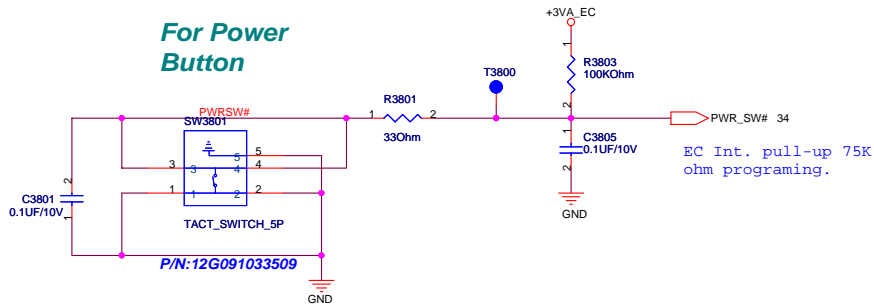 For Power
Button
+3VA_EC
1
R3803
100KOhm
2
T3800
R3801
1
2
33Ohm
PWRSW#
SW3801
5
5
3
3
4
4
1
1
2
2
TACT_SWITCH_5P
P/N:12G091033509
2
C3801
0.1UF/10V
1
1
C3805
0.1UF/10V
2
GND
PWR_SW# 34
EC Int. pull-up 75K
ohm programing.
GND